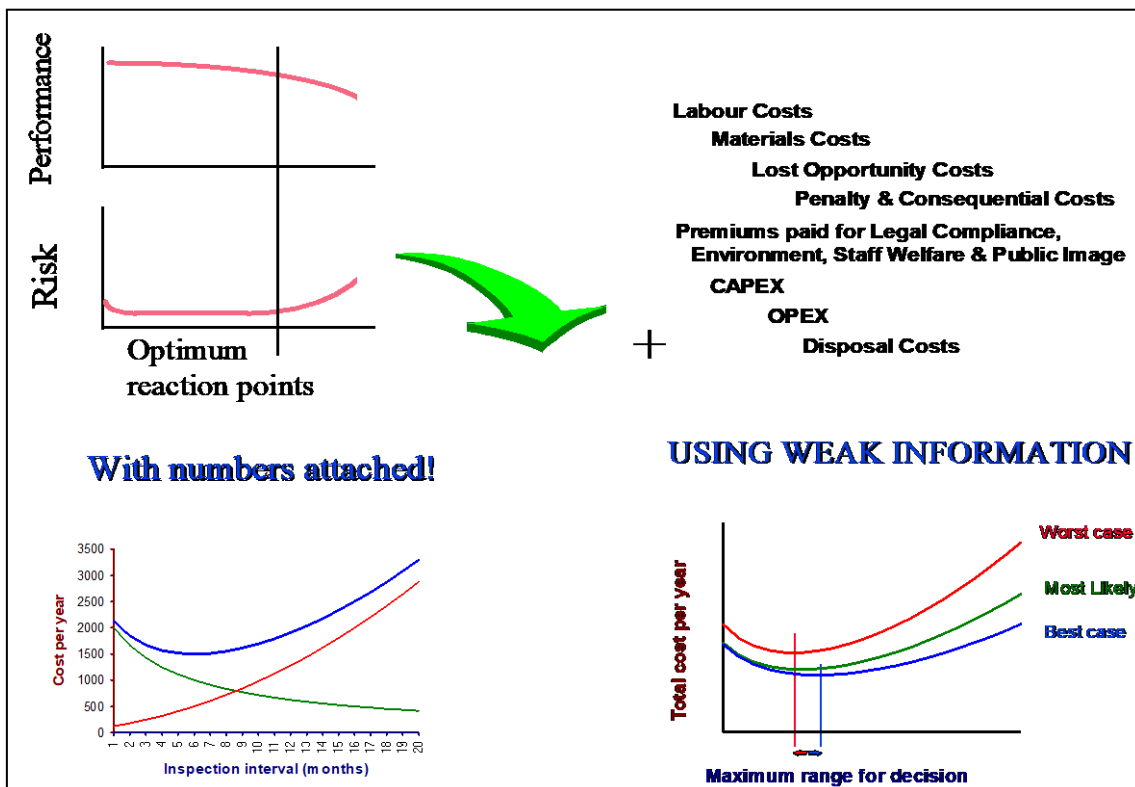 Performance
Risk
Optimum
reaction points
Labour Costs
Materials Costs
Lost Opportunity Costs
Penalty & Consequential Costs
Premiums paid for Legal Compliance,
Environment, Staff Welfare & Public Image
CAPEX
OPEX
+
Disposal Costs
With numbers attached!
USING WEAK INFORMATION
Cost per year
3500
3000
2500
2000
1500
1000
500
0
1 2 3 4 5 6 7 8 9 10 11 12 13 14 15 16 17 18 19 20
Inspection interval (months)
Total cost per year
Worst case
Most Likely
Best case
Maximum range for decision